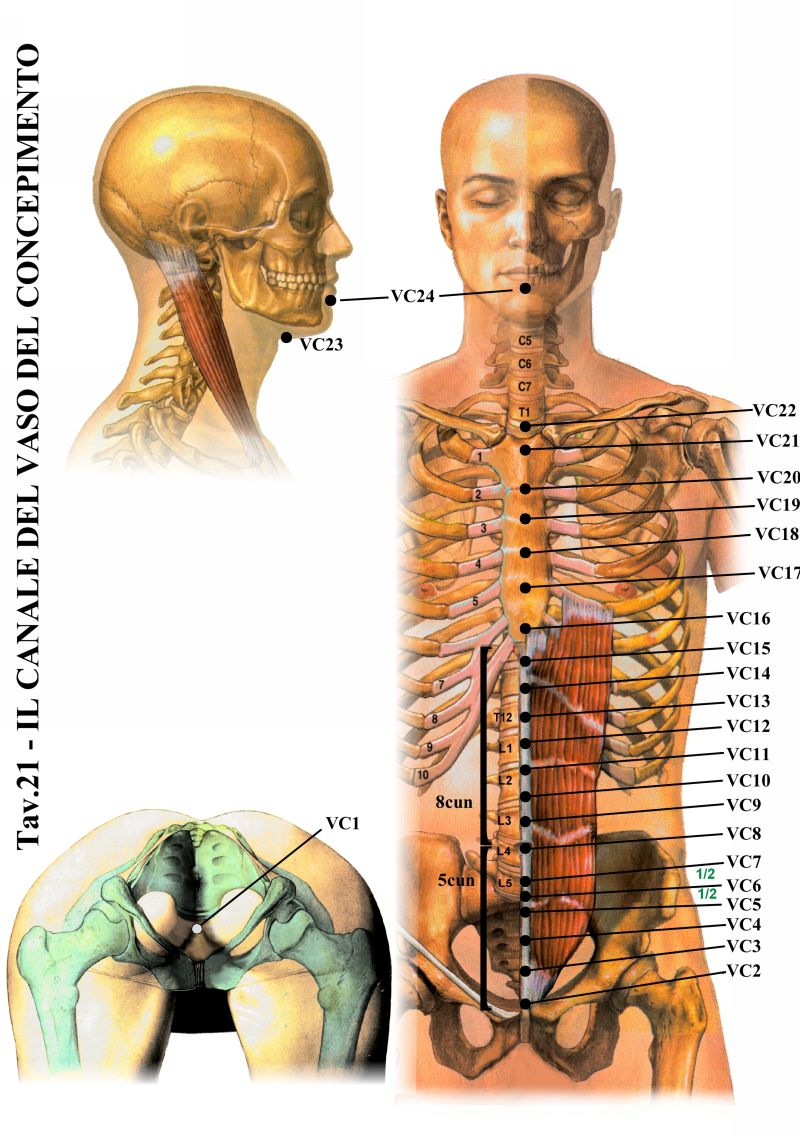 Tav.21 - IL CANALE DEL VASO DEL CONCEPIMENTO
VC24
VC23
C5
C6
C7
T1
VC22
VC21
1
VC20
2
VC19
3
VC18
4
VC17
5
VC16
VC15
VC14
7
VC13
8
T12
VC12
9
L1
VC11
10
L2
VC10
8cun
VC9
L3
VC8
L4
VC7
1/2
5cun
L5
VC6
1/2
VC5
VC4
VC3
VC2
VC1